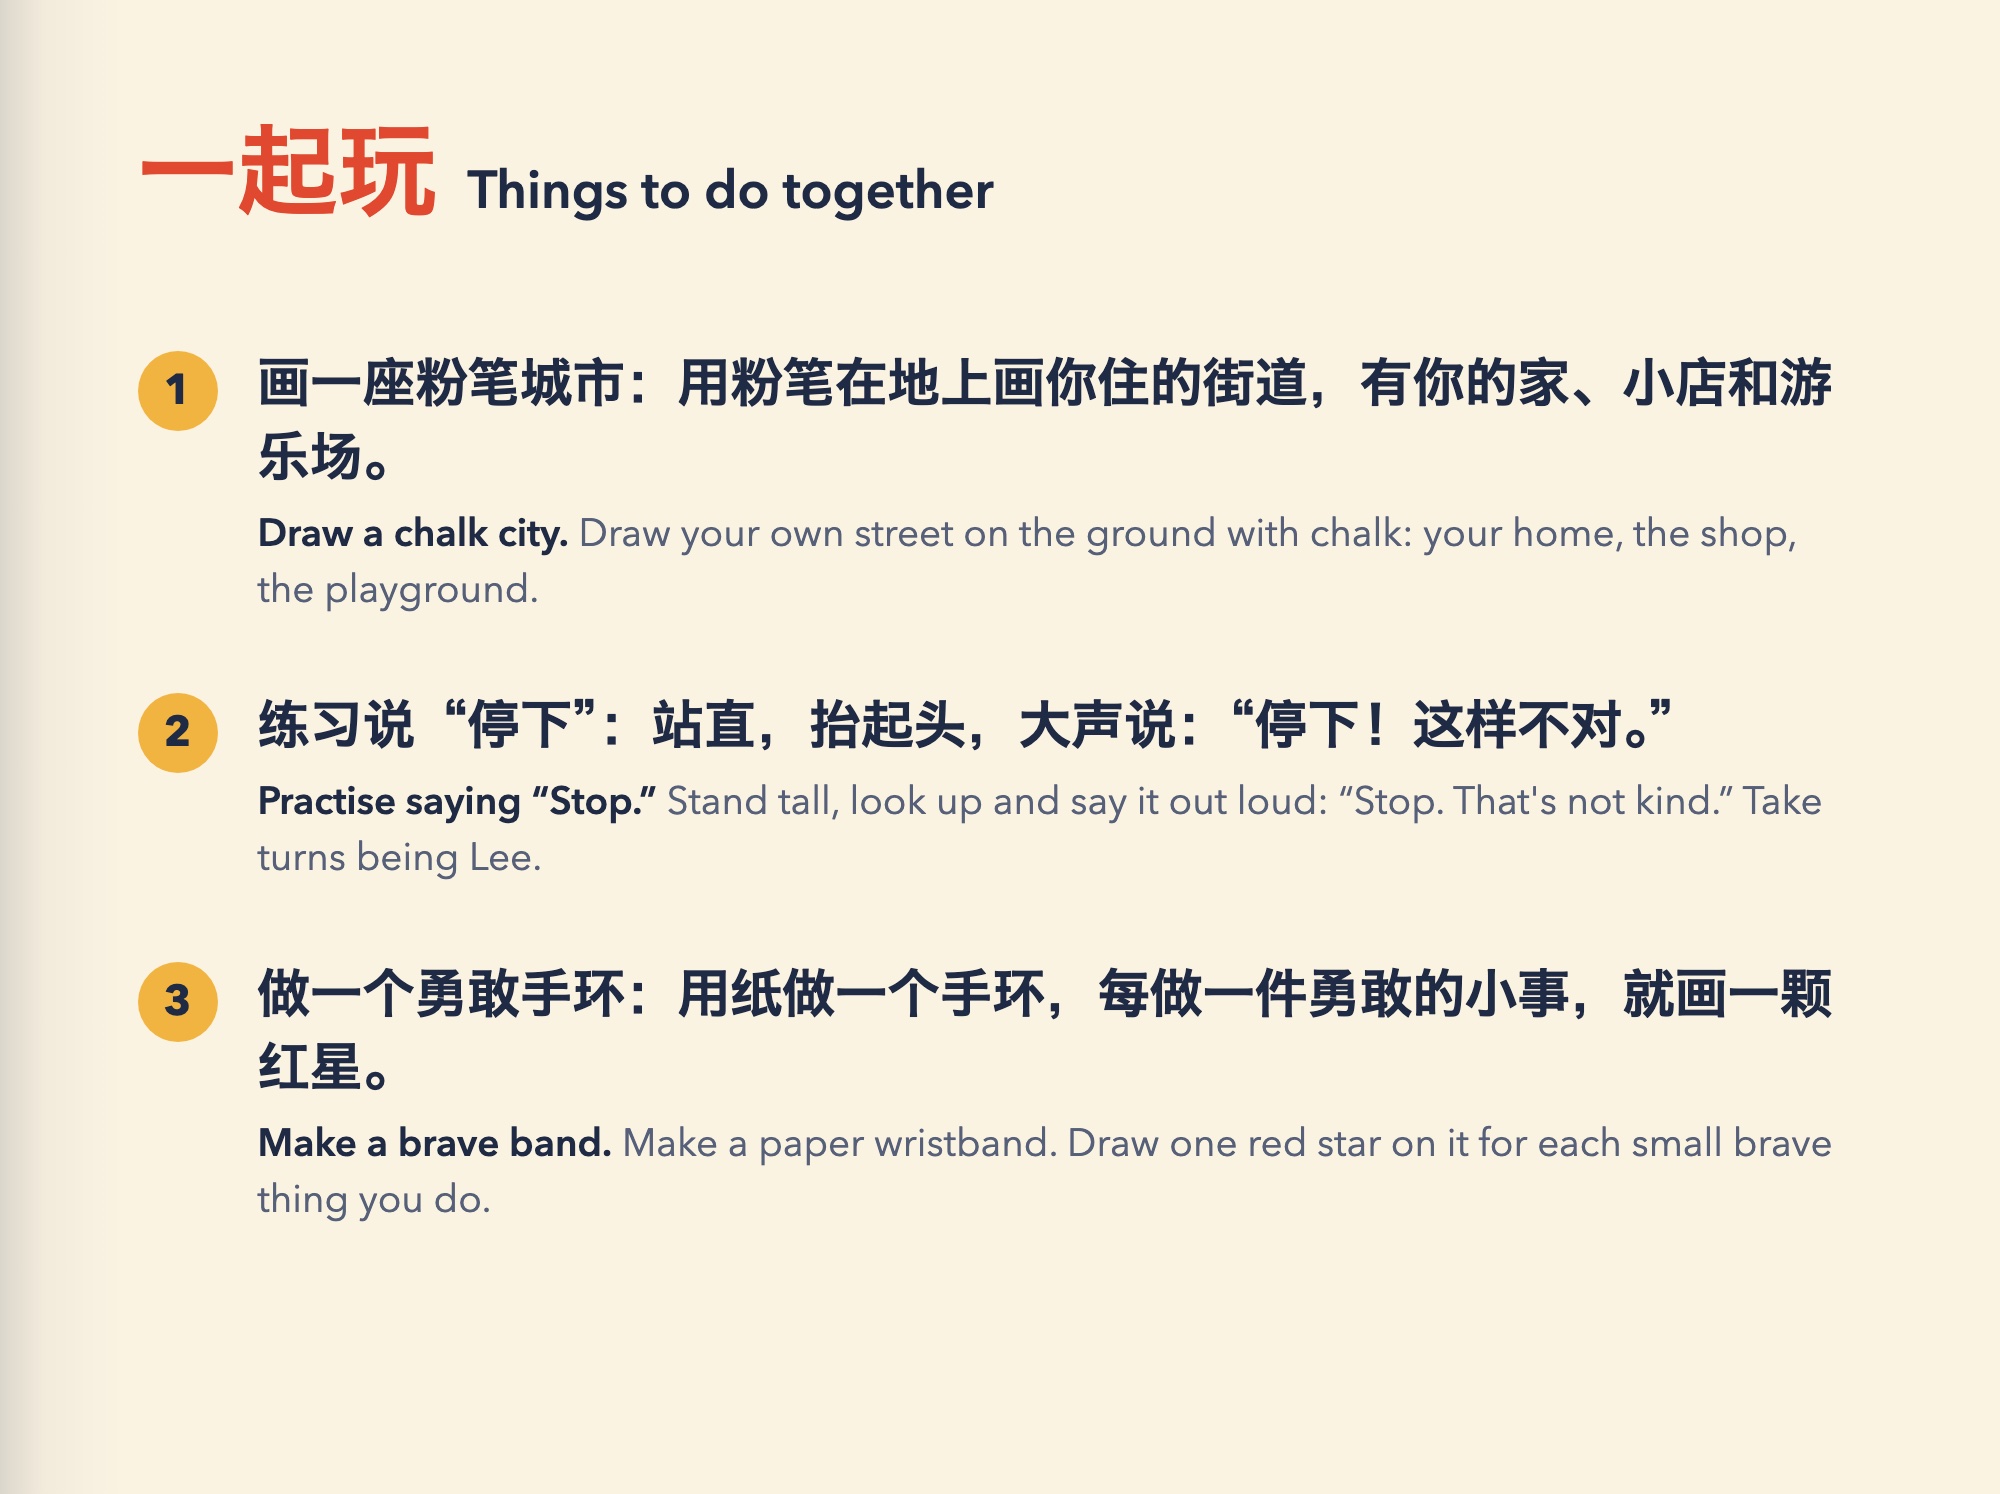 一起玩 Things to do together
1
画一座粉笔城市：用粉笔在地上画你住的街道，有你的家、小店和游
乐场。
Draw a chalk city. Draw your own street on the ground with chalk: your home, the shop,
the playground.
2
练习说“停下”：站直，抬起头，大声说：“停下！这样不对。”
Practise saying “Stop.” Stand tall, look up and say it out loud: “Stop. That's not kind.” Take
turns being Lee.
3
做一个勇敢手环：用纸做一个手环，每做一件勇敢的小事，就画一颗
红星。
Make a brave band. Make a paper wristband. Draw one red star on it for each small brave
thing you do.